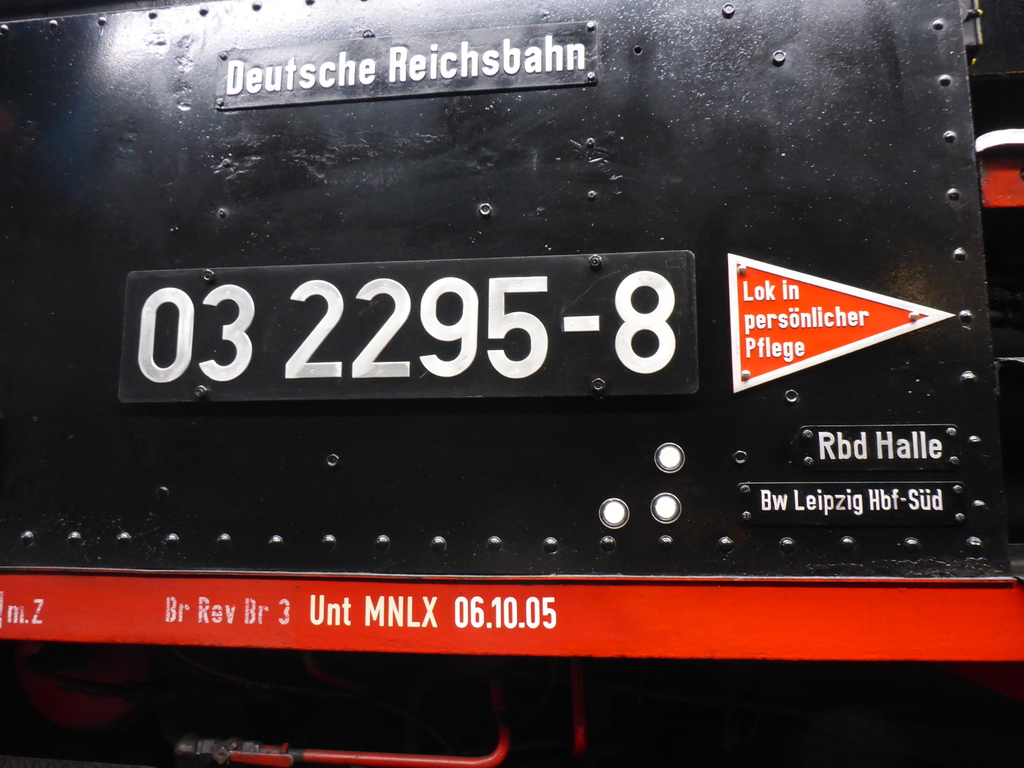 Deutsche Reichsbahn
03 2295-8
Lok in
persönlicher
Pflege
Rbd Halle
Bw Leipzig Hbf-Süd
m.Z Br Rev Br 3 Unt MNLX 06.10.05